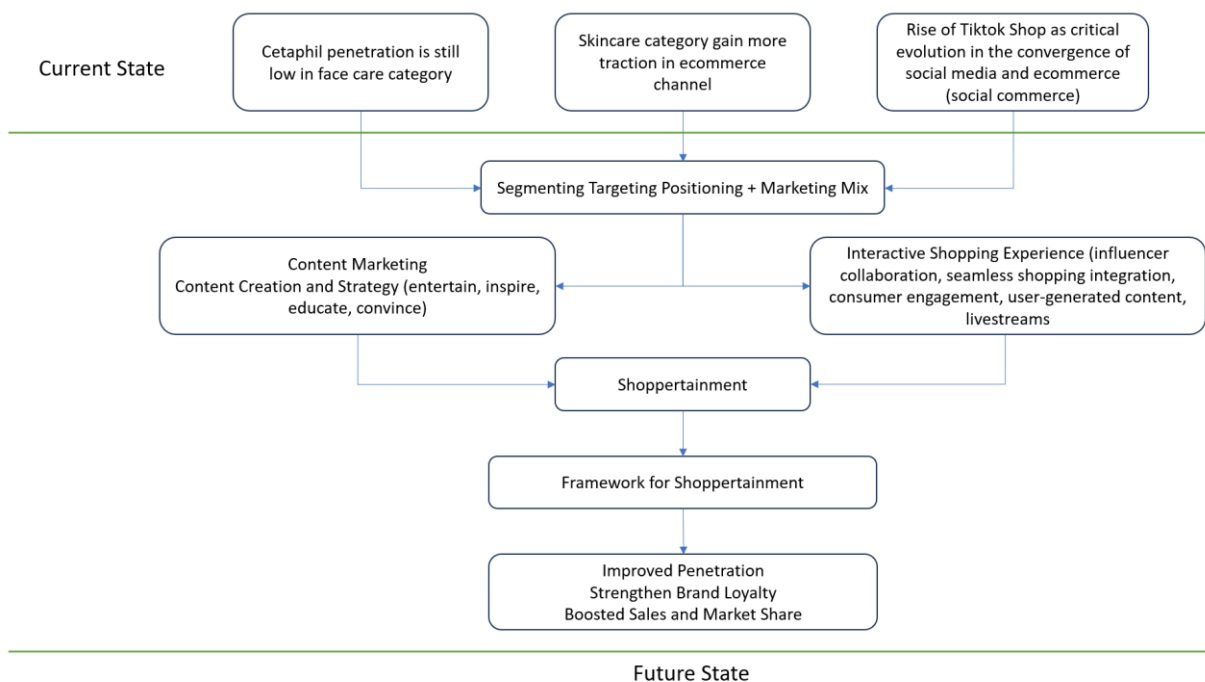 Current State
Cetaphil penetration is still
low in face care category
Skincare category gain more
traction in ecommerce
channel
Rise of Tiktok Shop as critical
evolution in the convergence of
social media and ecommerce
(social commerce)
Segmenting Targeting Positioning + Marketing Mix
Content Marketing
Content Creation and Strategy (entertain, inspire,
educate, convince)
Interactive Shopping Experience (influencer
collaboration, seamless shopping integration,
consumer engagement, user-generated content,
livestreams
Shoppertainment
Framework for Shoppertainment
Improved Penetration
Strengthen Brand Loyalty
Boosted Sales and Market Share
Future State